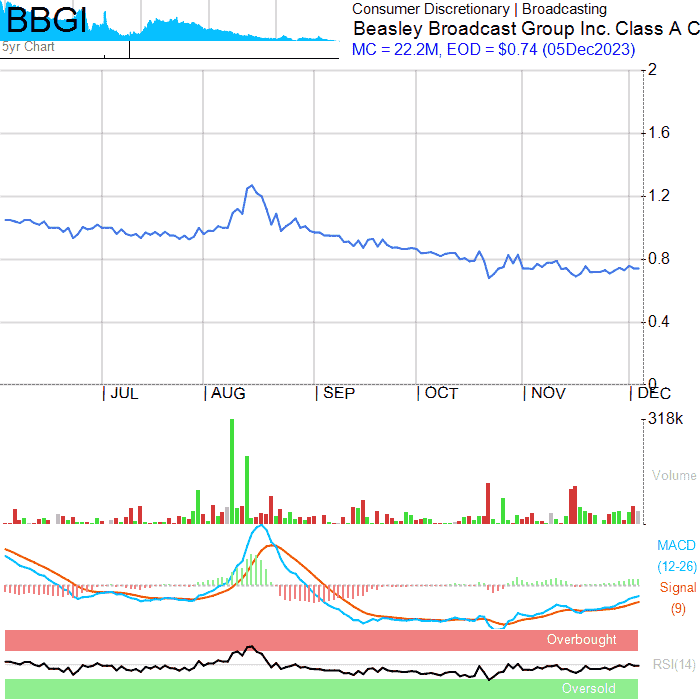 BBGI
5yr Chart
Consumer Discretionary | Broadcasting
Beasley Broadcast Group Inc. Class A C
MC = 22.2M, EOD = $0.74 (05Dec2023)
2
1.6
1.2
0.8
0.4
0
| JUL | AUG | SEP | OCT | NOV | DEC
318k
Volume
MACD
(12-26)
Signal
(9)
Overbought
RSI(14)
Oversold